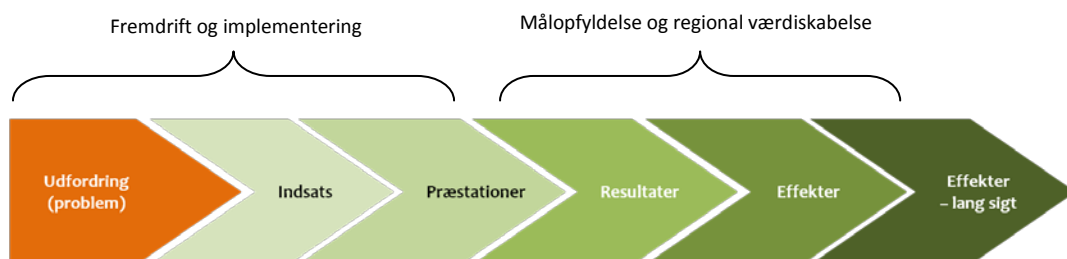 Fremdrift og implementering
Målopfyldelse og regional værdiskabelse
Udfordring
(problem)
Indsats
Præstationer
Resultater
Effekter
Effekter
– lang sigt